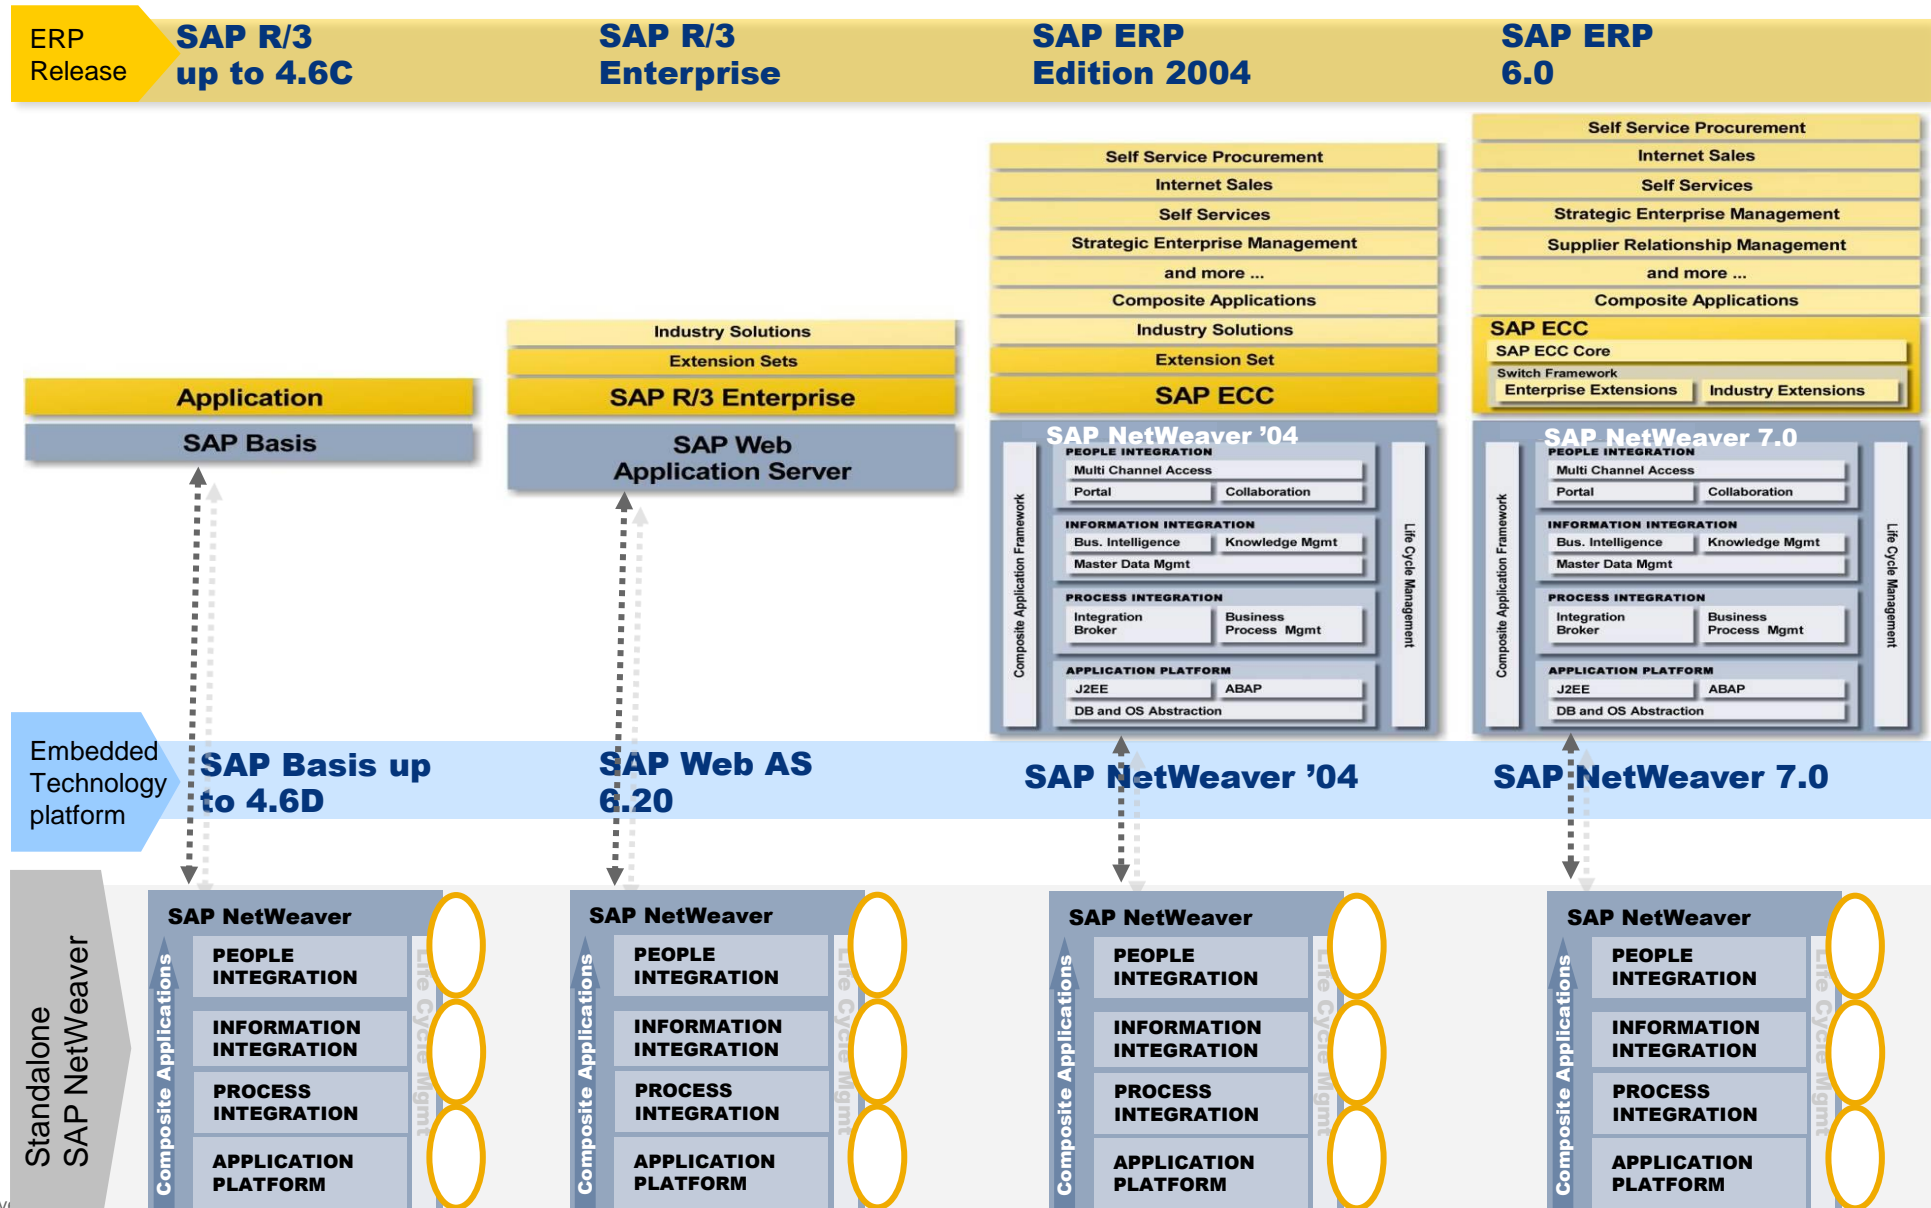 ERP
Release
SAP R/3
up to 4.6C
SAP R/3
Enterprise
SAP ERP
Edition 2004
SAP ERP
6.0
Application
SAP Basis
Industry Solutions
Extension Sets
SAP R/3 Enterprise
SAP Web
Application Server
Self Service Procurement
Internet Sales
Self Services
Strategic Enterprise Management
and more ...
Composite Applications
Industry Solutions
Extension Set
SAP ECC
SAP NetWeaver ’04
PEOPLE INTEGRATION
Multi Channel Access
Portal
Collaboration
INFORMATION INTEGRATION
Bus. Intelligence
Knowledge Mgmt
Master Data Mgmt
PROCESS INTEGRATION
Integration
Broker
Business
Process Mgmt
APPLICATION PLATFORM
J2EE
ABAP
DB and OS Abstraction
Composite Application Framework
Life Cycle Management
Self Service Procurement
Internet Sales
Self Services
Strategic Enterprise Management
Supplier Relationship Management
and more ...
Composite Applications
SAP ECC
SAP ECC Core
Switch Framework
Enterprise Extensions
Industry Extensions
SAP NetWeaver 7.0
PEOPLE INTEGRATION
Multi Channel Access
Portal
Collaboration
INFORMATION INTEGRATION
Bus. Intelligence
Knowledge Mgmt
Master Data Mgmt
PROCESS INTEGRATION
Integration
Broker
Business
Process Mgmt
APPLICATION PLATFORM
J2EE
ABAP
DB and OS Abstraction
Composite Application Framework
Life Cycle Management
Embedded
Technology
platform
SAP Basis up
to 4.6D
SAP Web AS
6.20
SAP NetWeaver ’04
SAP NetWeaver 7.0
Standalone
SAP NetWeaver
SAP NetWeaver
Composite Applications
PEOPLE
INTEGRATION
INFORMATION
INTEGRATION
PROCESS
INTEGRATION
APPLICATION
PLATFORM
Life Cycle Mgmt
SAP NetWeaver
Composite Applications
PEOPLE
INTEGRATION
INFORMATION
INTEGRATION
PROCESS
INTEGRATION
APPLICATION
PLATFORM
Life Cycle Mgmt
SAP NetWeaver
Composite Applications
PEOPLE
INTEGRATION
INFORMATION
INTEGRATION
PROCESS
INTEGRATION
APPLICATION
PLATFORM
Life Cycle Mgmt
SAP NetWeaver
Composite Applications
PEOPLE
INTEGRATION
INFORMATION
INTEGRATION
PROCESS
INTEGRATION
APPLICATION
PLATFORM
Life Cycle Mgmt